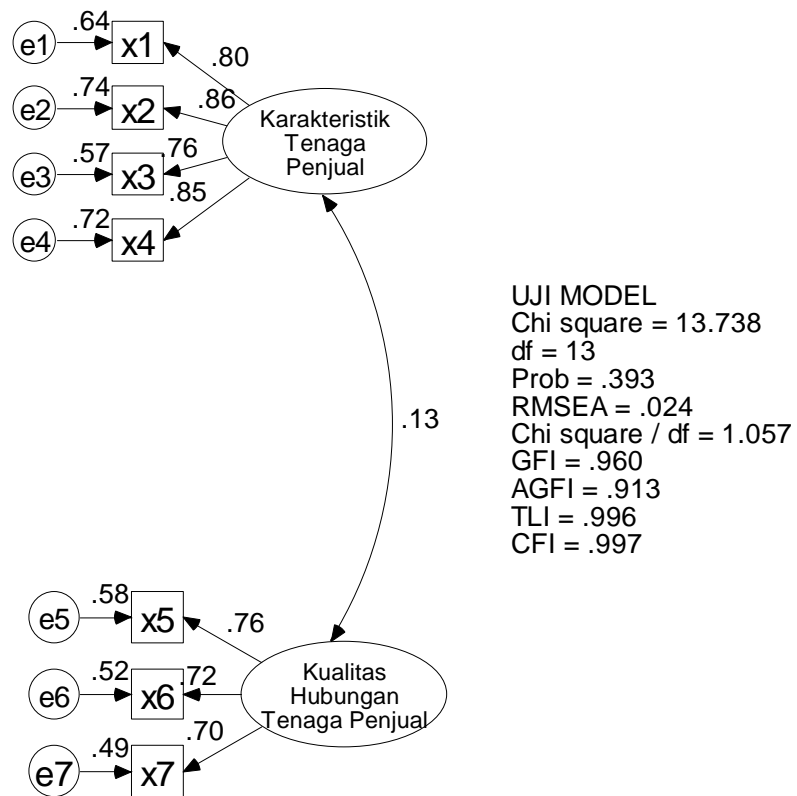 .64
e1 x1
.80
.74
e2 x2
.86
.57
e3 x3
.76
.72
e4 x4
.85
Karakteristik
Tenaga
Penjual
.13
UJI MODEL
Chi square = 13.738
df = 13
Prob = .393
RMSEA = .024
Chi square / df = 1.057
GFI = .960
AGFI = .913
TLI = .996
CFI = .997
.58
e5 x5
.76
.52
e6 x6
.72
.49
e7 x7
.70
Kualitas
Hubungan
Tenaga Penjual